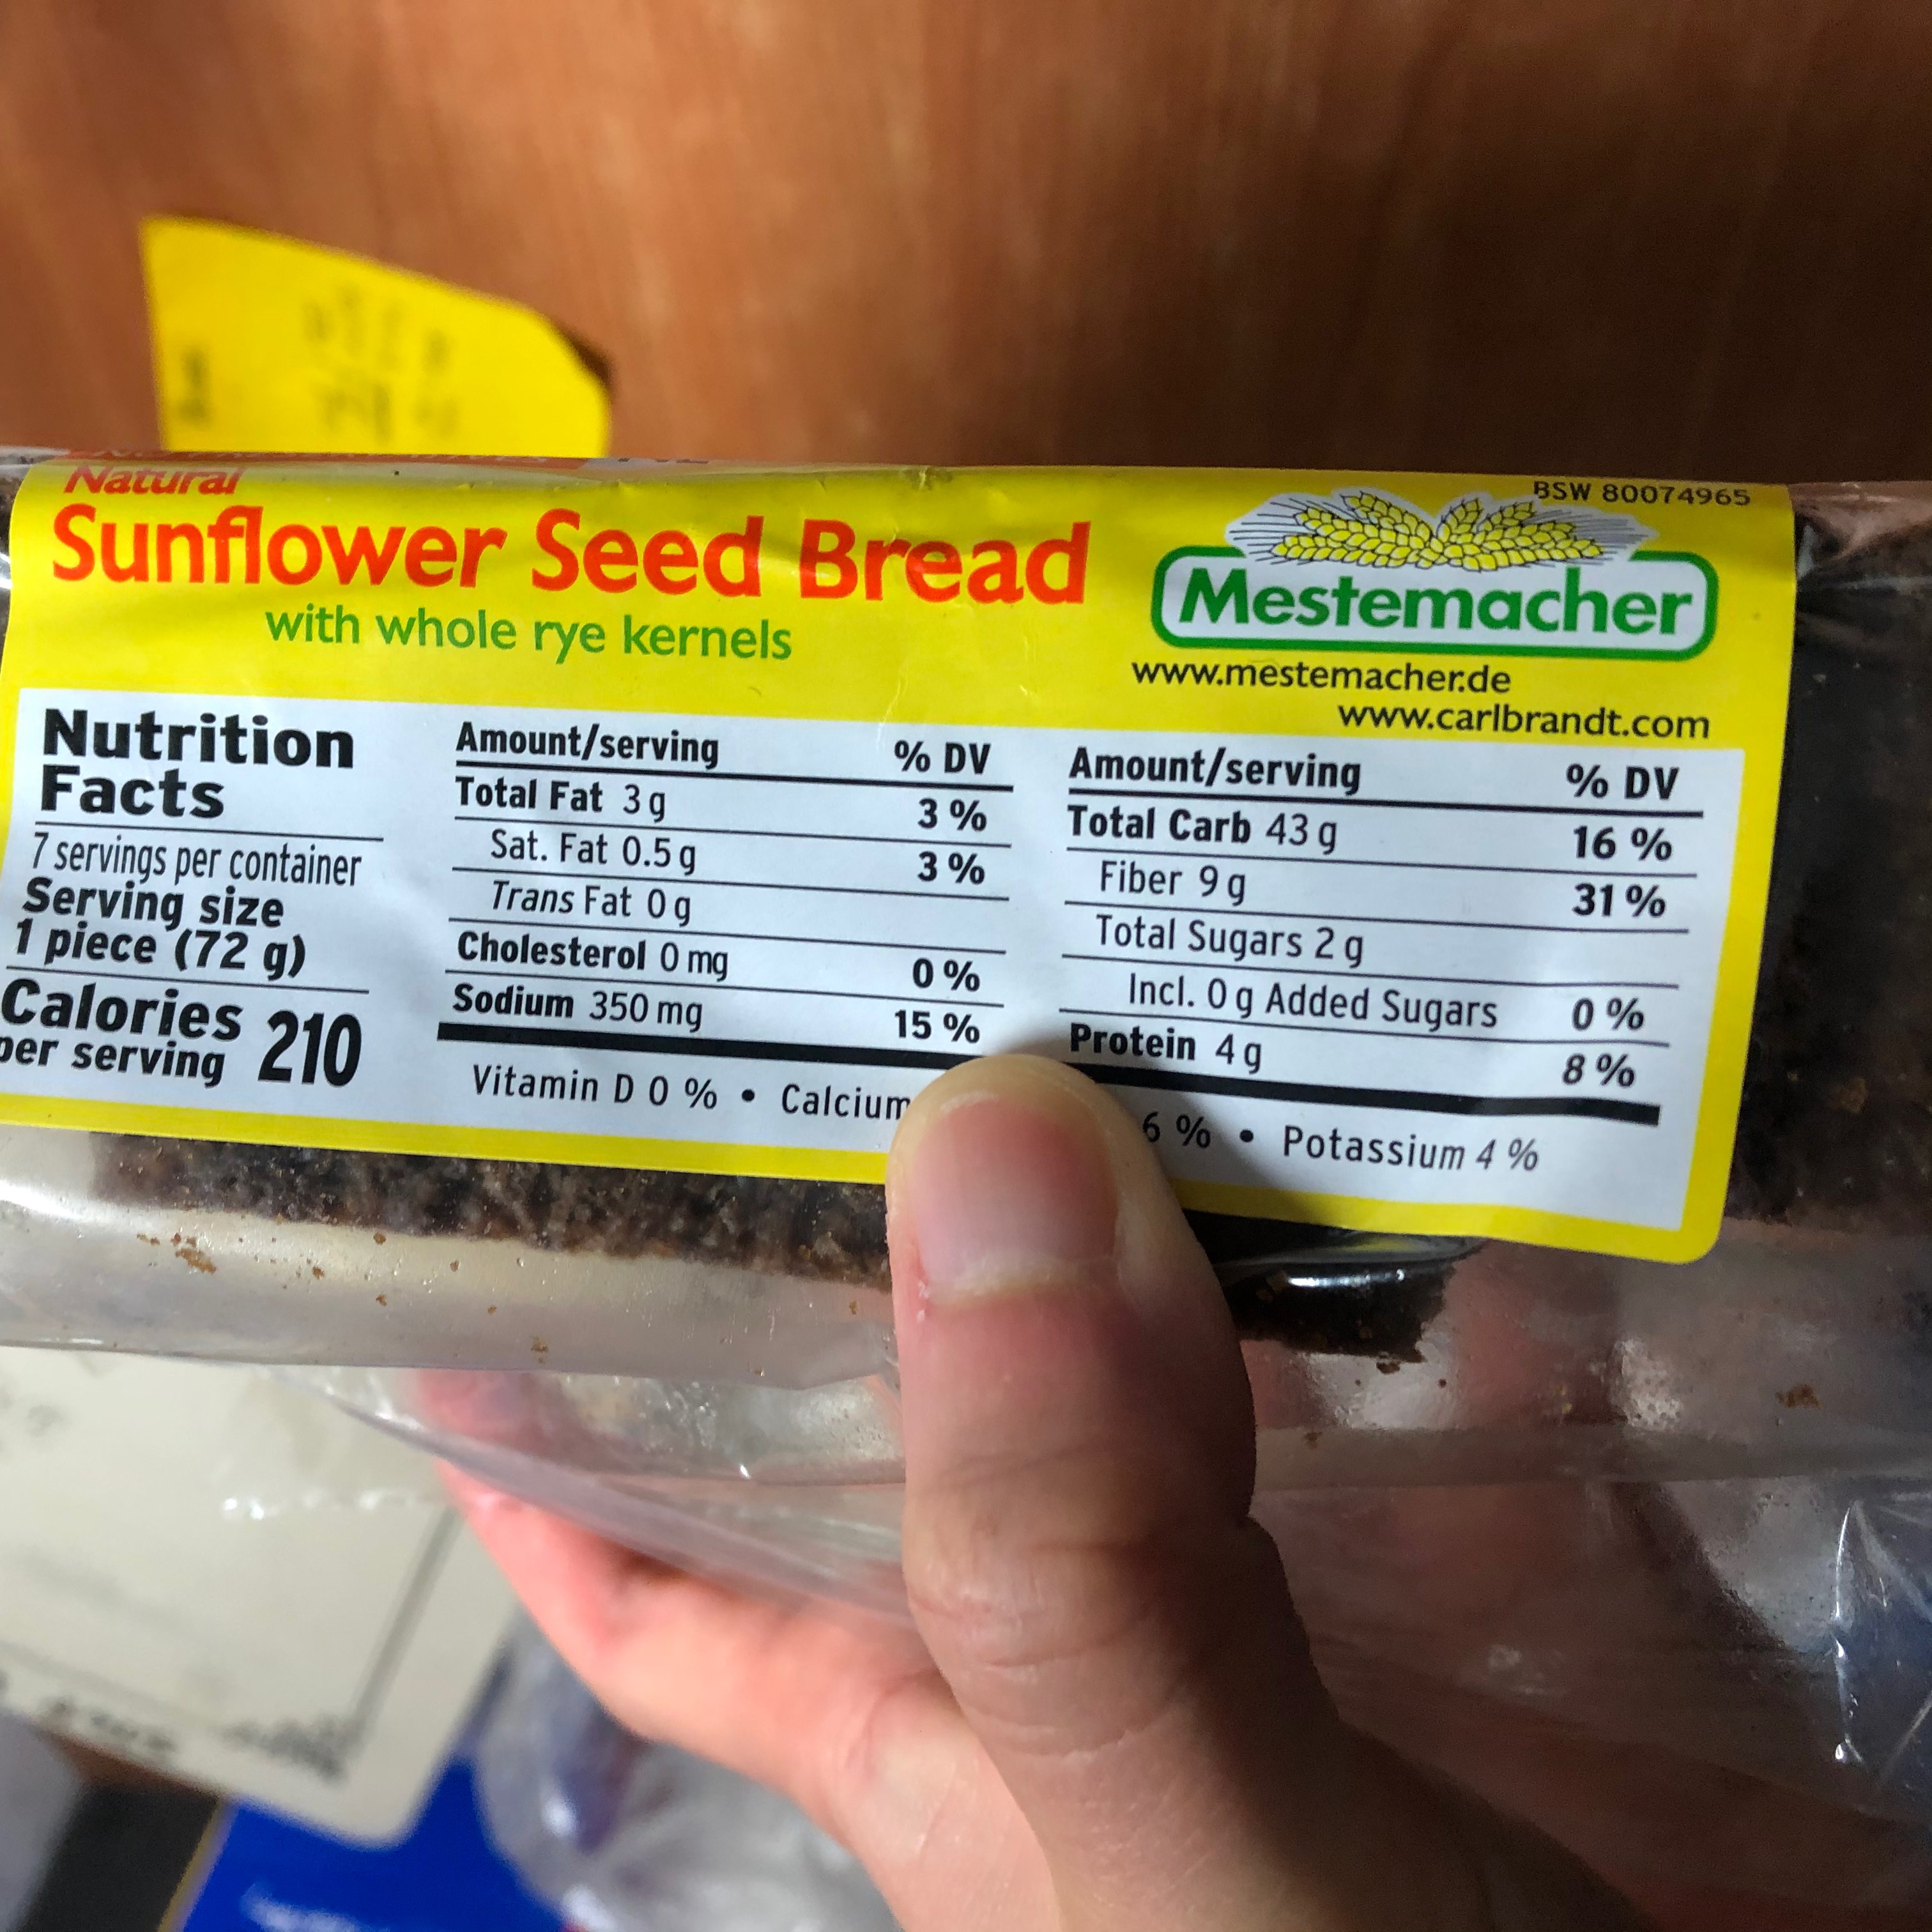 Natural
Sunflower Seed Bread
with whole rye kernels
BSW 80074965
Mestemacher
www.mestemacher.de
www.carlbrandt.com
Nutrition
Facts
7 servings per container
Serving size
1 piece (72 g)
Calories
per serving 210
Amount/serving % DV
Total Fat 3 g 3 %
Sat. Fat 0.5 g 3 %
Trans Fat 0 g
Cholesterol 0 mg 0 %
Sodium 350 mg 15 %
Amount/serving % DV
Total Carb 43 g 16 %
Fiber 9 g 31 %
Total Sugars 2 g
Incl. 0 g Added Sugars 0 %
Protein 4 g 8 %
Vitamin D 0 % • Calcium 6 % • Potassium 4 %